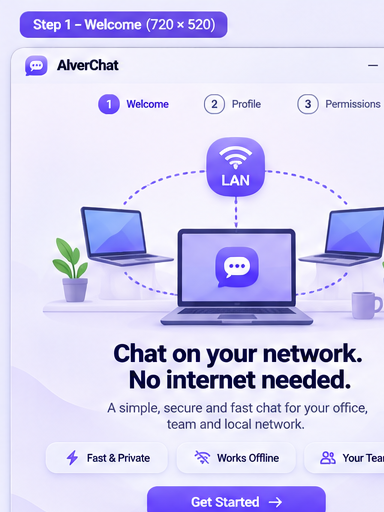 Step 1 – Welcome (720 × 520)
AlverChat
1 Welcome 2 Profile 3 Permissions
LAN
Chat on your network.
No internet needed.
A simple, secure and fast chat for your office,
team and local network.
Fast & Private Works Offline Your
Get Started →